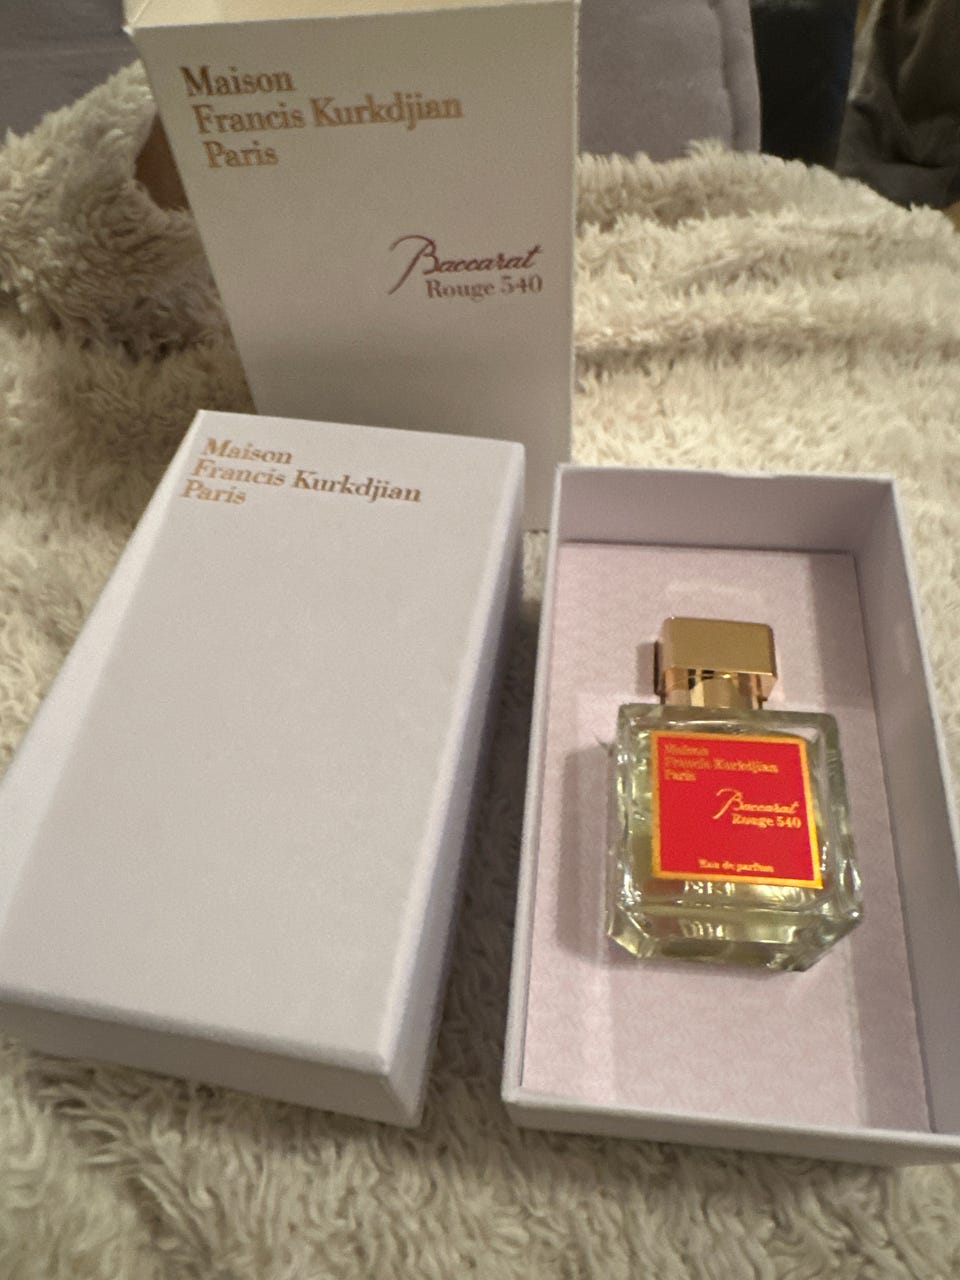 Maison
Francis Kurkdjian
Paris
Baccarat
Rouge 540
Maison
Francis Kurkdjian
Paris
Maison
Francis Kurkdjian
Paris
Baccarat
Rouge 540
Eau de parfum